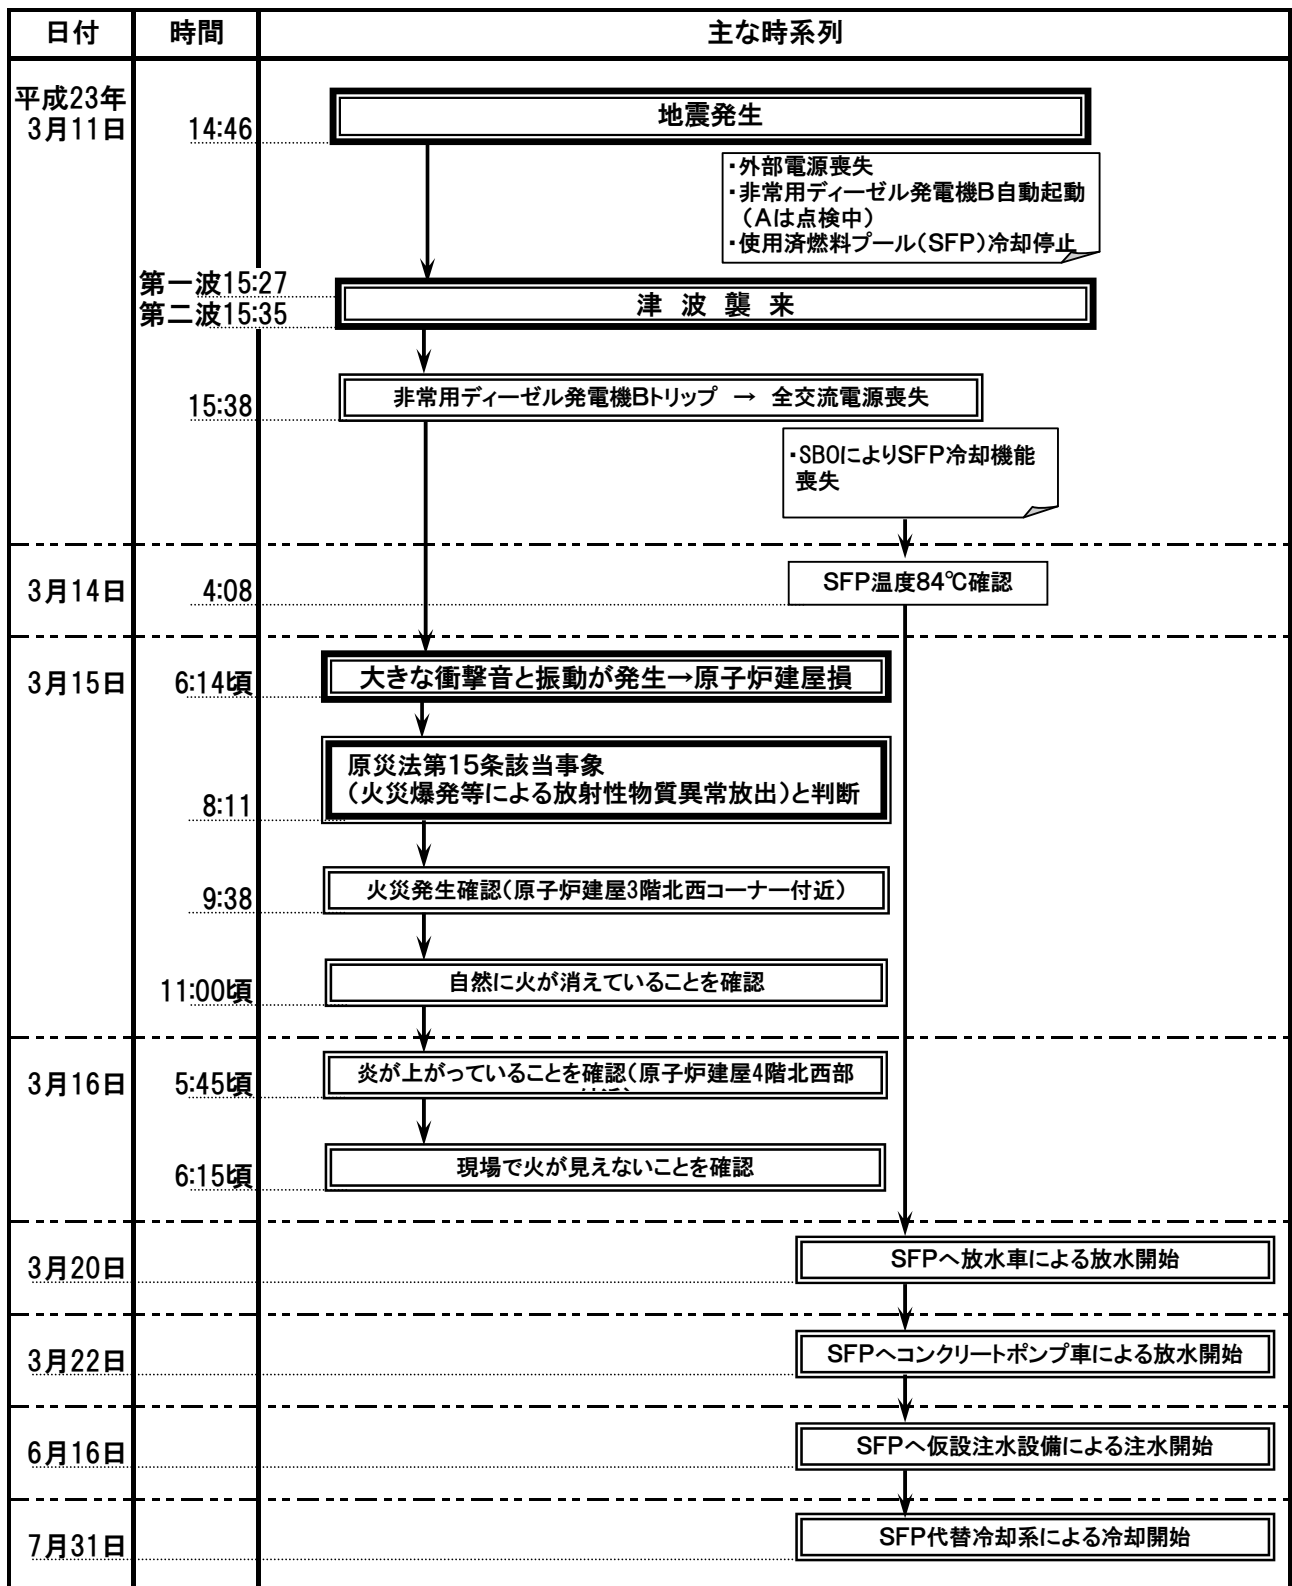 日付 時間 主な時系列
平成23年
3月11日 14:46 地震発生
・外部電源喪失
・非常用ディーゼル発電機B自動起動
（Aは点検中）
・使用済燃料プール（SFP）冷却停止
第一波15:27
第二波15:35
津 波 襲 来
15:38 非常用ディーゼル発電機Bトリップ → 全交流電源喪失
・SBOによりSFP冷却機能
喪失
3月14日 4:08 SFP温度84℃確認
3月15日 6:14頃 大きな衝撃音と振動が発生→原子炉建屋損
原災法第15条該当事象
（火災爆発等による放射性物質異常放出）と判断
8:11
9:38 火災発生確認（原子炉建屋3階北西コーナー付近）
11:00頃 自然に火が消えていることを確認
3月16日 5:45頃 炎が上がっていることを確認（原子炉建屋4階北西部
6:15頃 現場で火が見えないことを確認
3月20日 SFPへ放水車による放水開始
3月22日 SFPへコンクリートポンプ車による放水開始
6月16日 SFPへ仮設注水設備による注水開始
7月31日 SFP代替冷却系による冷却開始